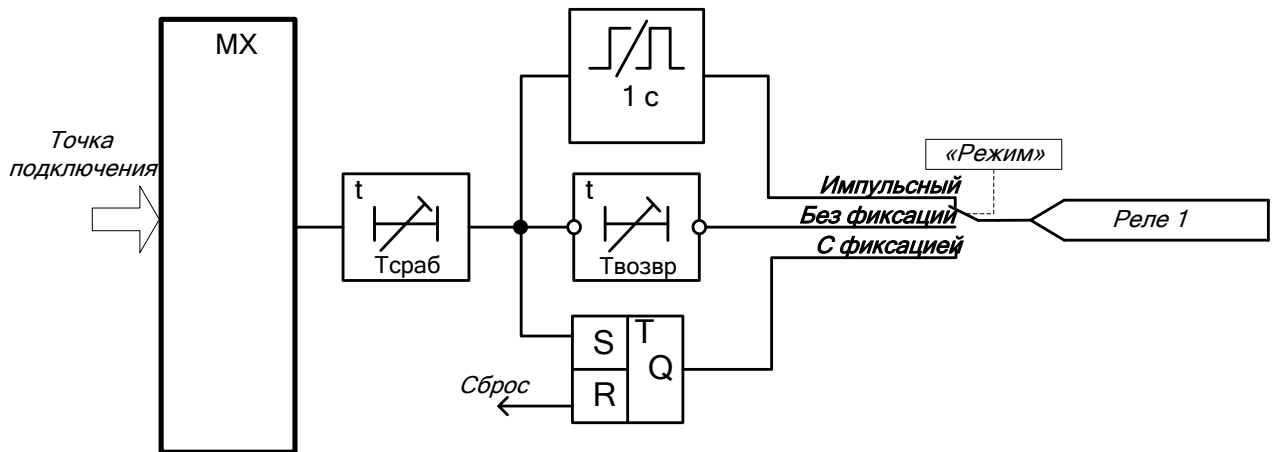 MX
1 с
Точка
подключения
«Режим»
t
Тсраб
t
Твозвр
Импульсный
Без фиксаций
С фиксацией
Реле 1
S
T
Q
R
Сброс